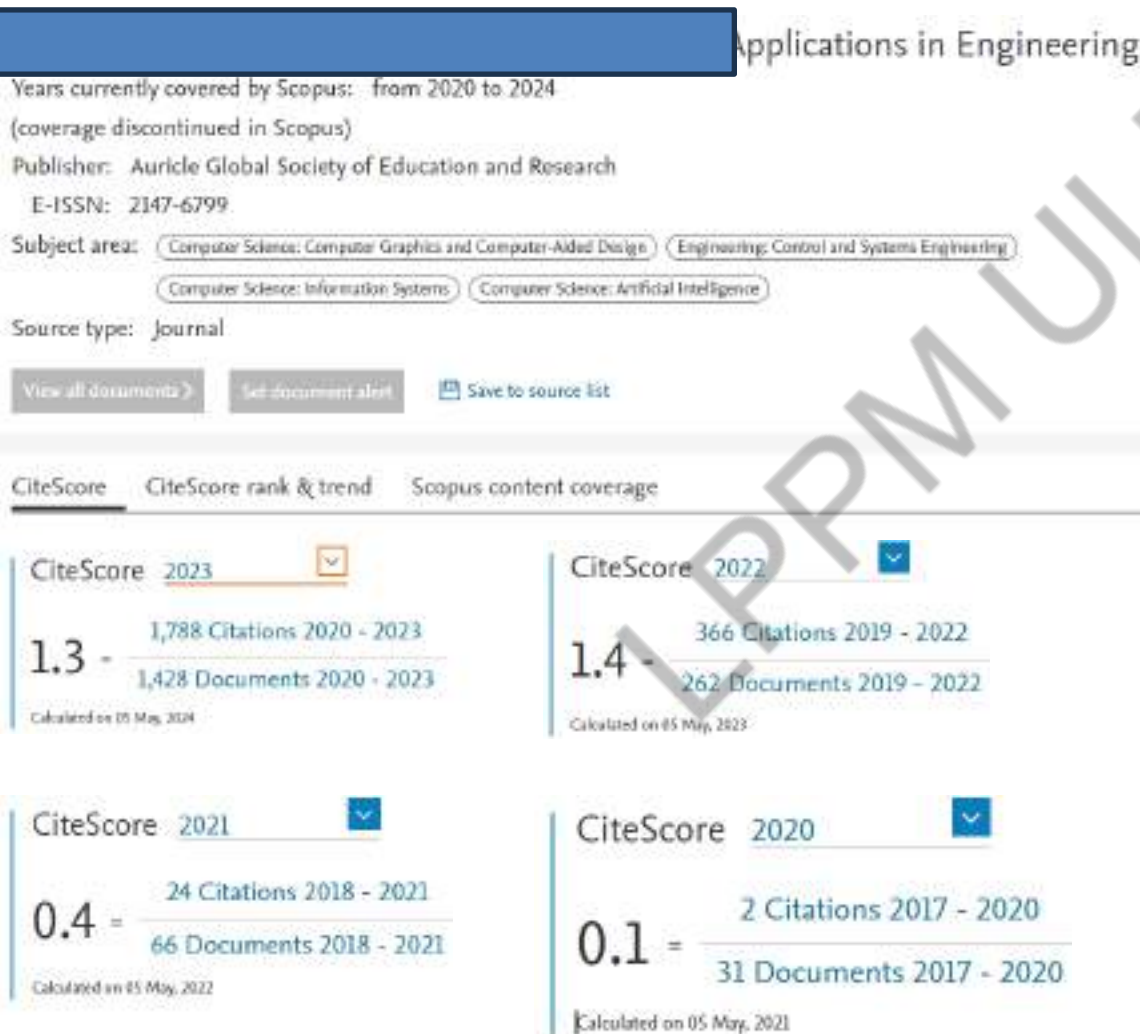 Applications in Engineering
Years currently covered by Scopus: from 2020 to 2024
(coverage discontinued in Scopus)
Publisher: Auricle Global Society of Education and Research
E-ISSN: 2147-6799
Subject area: Computer Science: Computer Graphics and Computer-Aided Design Engineering: Control and Systems Engineering
Computer Science: Information Systems Computer Science: Artificial Intelligence
Source type: Journal
View all documents > Set document alert Save to source list
CiteScore CiteScore rank & trend Scopus content coverage
CiteScore 2023
1,788 Citations 2020 - 2023
1.3 -
1,428 Documents 2020 - 2023
Calculated on 05 May, 2024
CiteScore 2022
366 Citations 2019 - 2022
1.4 -
262 Documents 2019 - 2022
Calculated on 05 May, 2023
CiteScore 2021
24 Citations 2018 - 2021
0.4 =
66 Documents 2018 - 2021
Calculated on 05 May, 2022
CiteScore 2020
2 Citations 2017 - 2020
0.1 =
31 Documents 2017 - 2020
Calculated on 05 May, 2021
LPPM